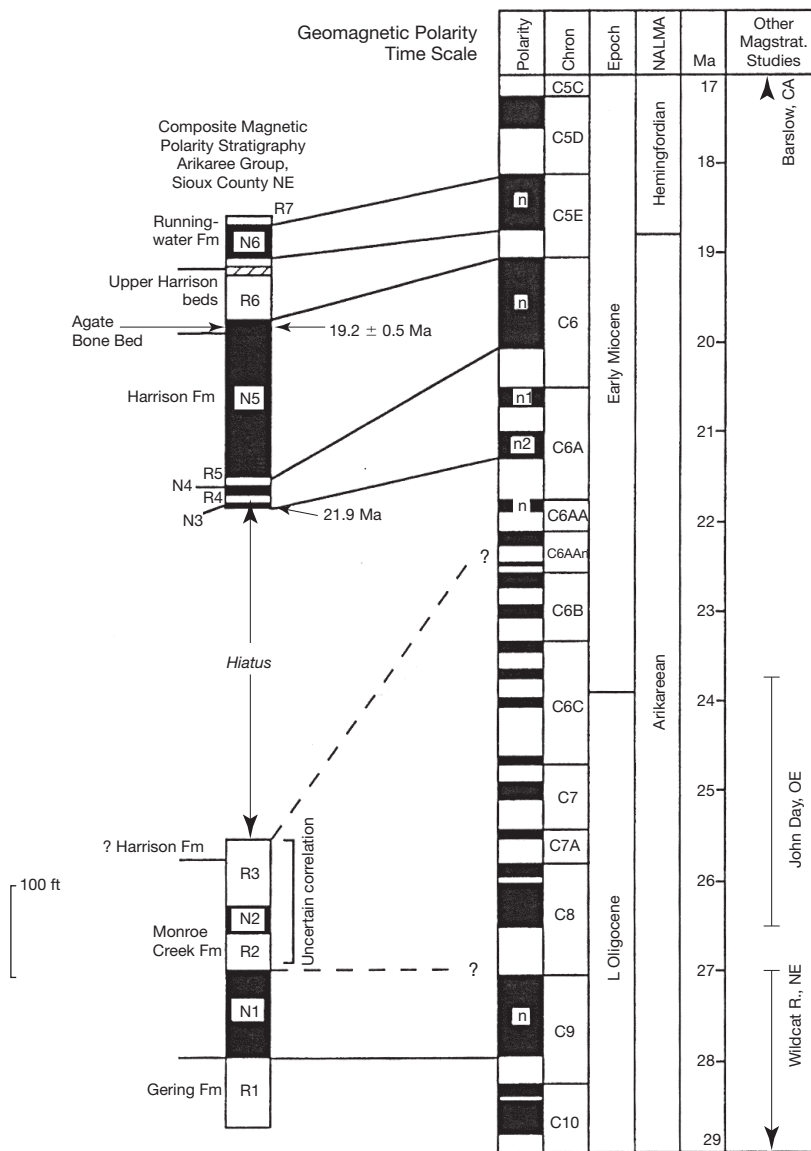 Geomagnetic Polarity
Time Scale
Polarity
Chron
Epoch
NALMA
Ma
Other
Magstrat.
Studies
Composite Magnetic
Polarity Stratigraphy
Arikaree Group,
Sioux County NE
R7
Running-
water Fm
N6
Upper Harrison
beds
R6
Agate
Bone Bed
19.2 ± 0.5 Ma
Harrison Fm
N5
R5
N4
R4
N3
21.9 Ma
Hiatus
? Harrison Fm
R3
100 ft
N2
Monroe
Creek Fm
R2
Uncertain correlation
N1
Gering Fm
R1
?
?
n
n
n1
n2
n
n
C5C
C5D
C5E
C6
C6A
C6AA
C6AAn
C6B
C6C
C7
C7A
C8
C9
C10
Early Miocene
L Oligocene
Hemingfordian
Arikareean
17
18
19
20
21
22
23
24
25
26
27
28
29
Barslow, CA
John Day, OE
Wildcat R., NE